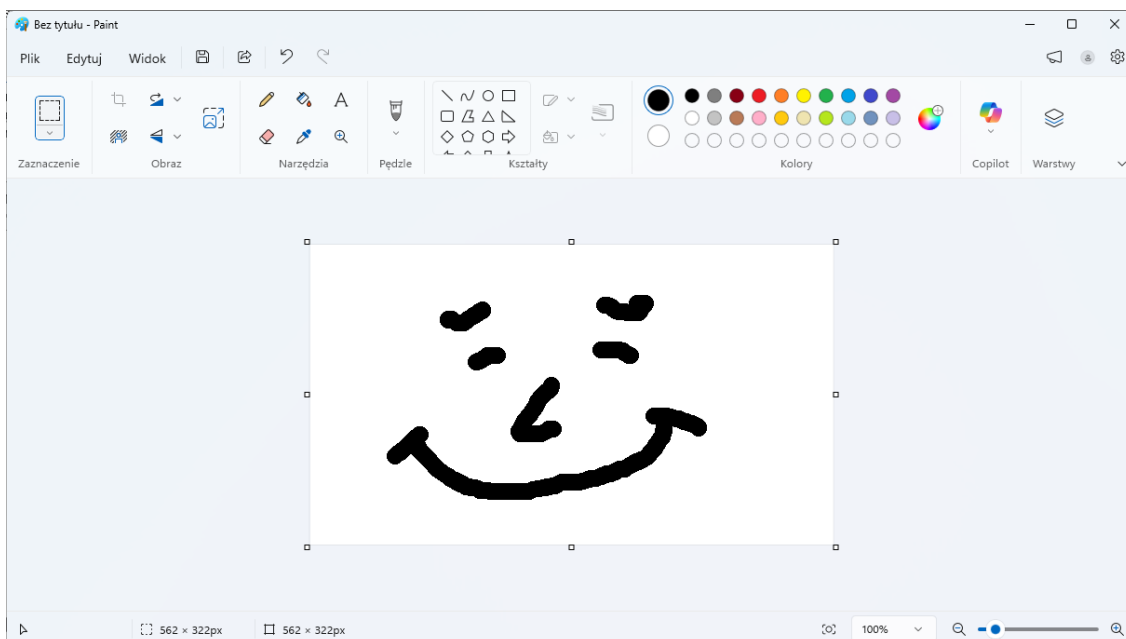 Bez tytułu - Paint
Plik Edytuj Widok
Zaznaczenie Obraz Narzędzia Pędzle Kształty Kolory Copilot Warstwy
562 × 322px 562 × 322px 100%